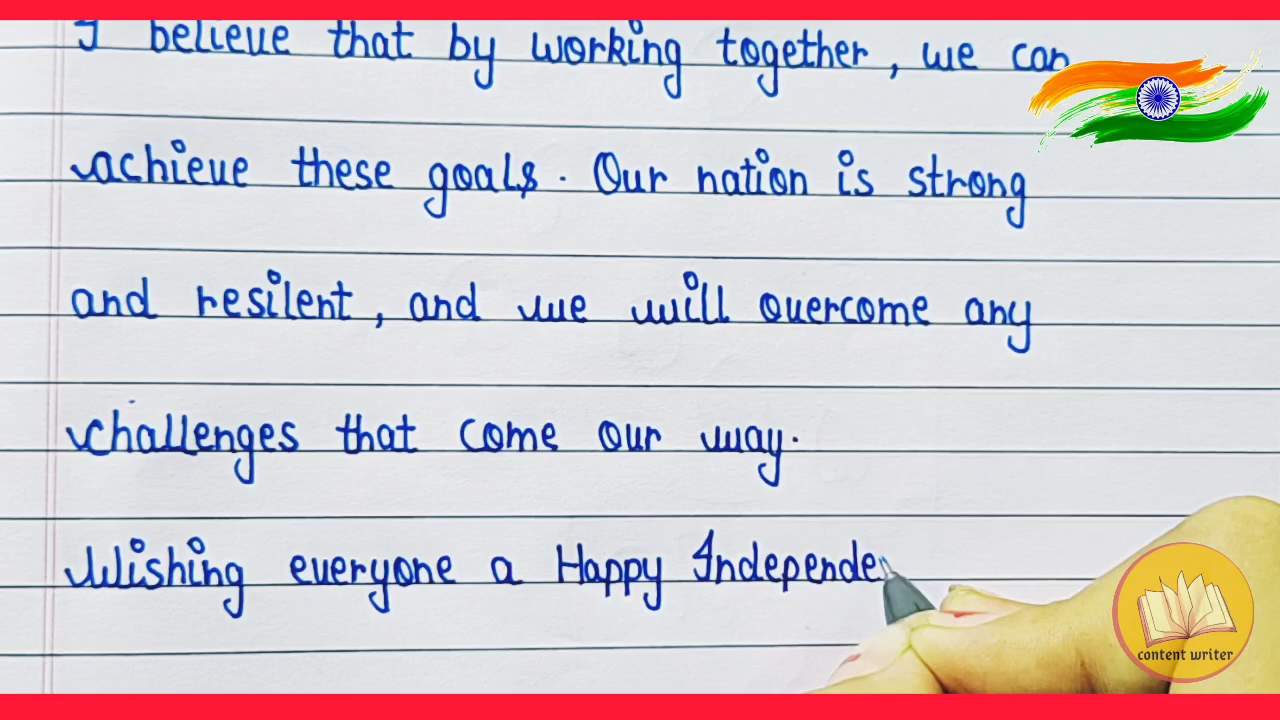 I believe that by working together, we can
achieve these goals. Our nation is strong
and resilent, and we will overcome any
challenges that come our way.
Wishing everyone a Happy Independe
content writer